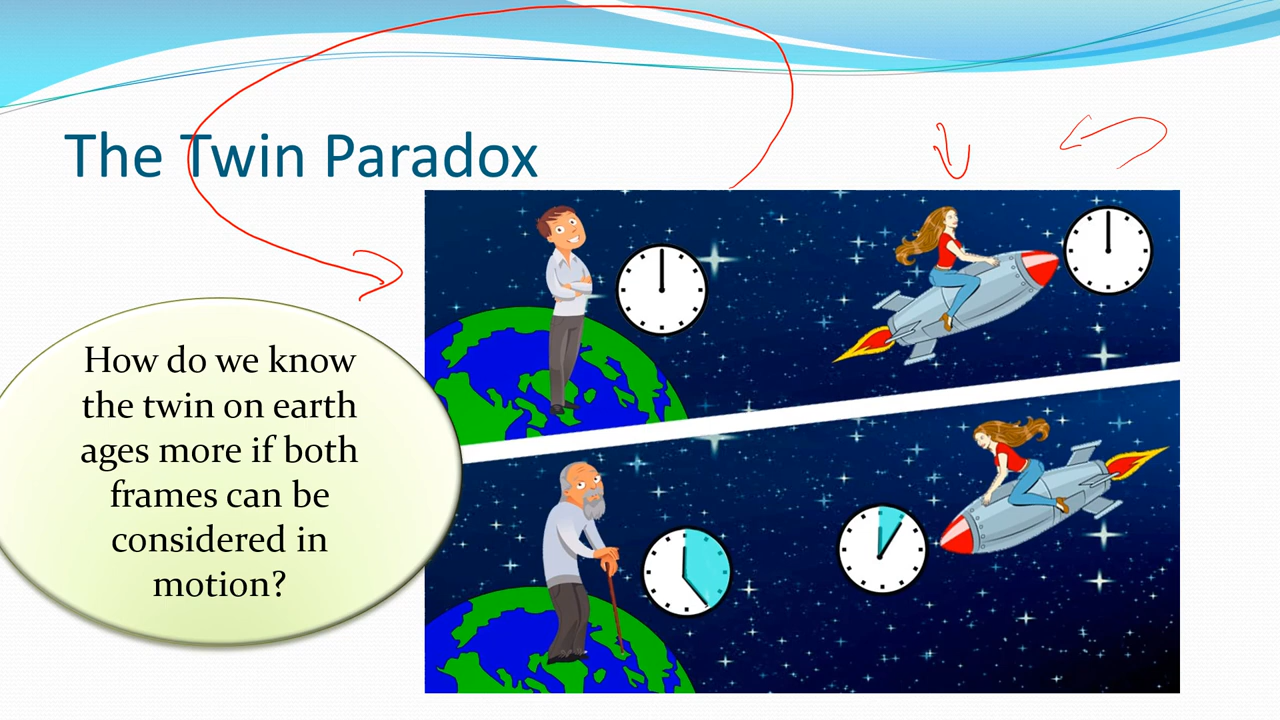 The Twin Paradox
How do we know
the twin on earth
ages more if both
frames can be
considered in
motion?